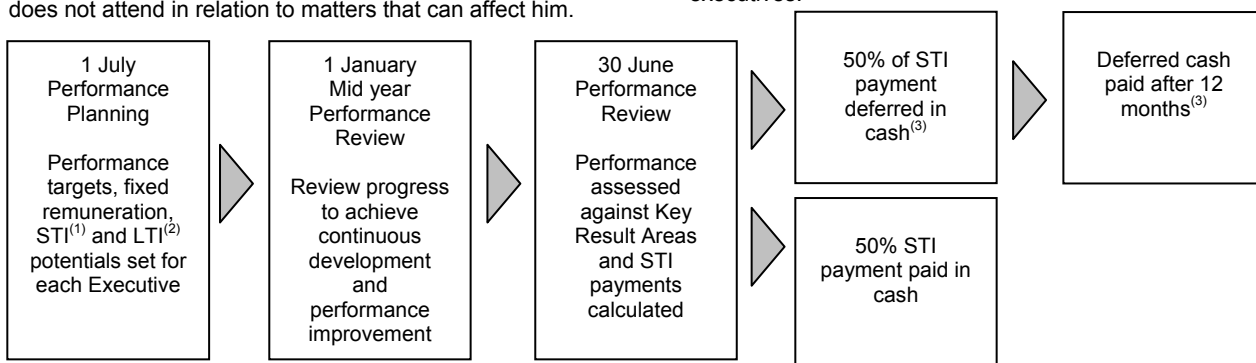 does not attend in relation to matters that can affect him.
1 July
Performance
Planning
Performance
targets, fixed
remuneration,
STI(1) and LTI(2)
potentials set for
each Executive
1 January
Mid year
Performance
Review
Review progress
to achieve
continuous
development
and
performance
improvement
30 June
Performance
Review
Performance
assessed
against Key
Result Areas
and STI
payments
calculated
50% of STI
payment
deferred in
cash(3)
Deferred cash
paid after 12
months(3)
50% STI
payment paid in
cash